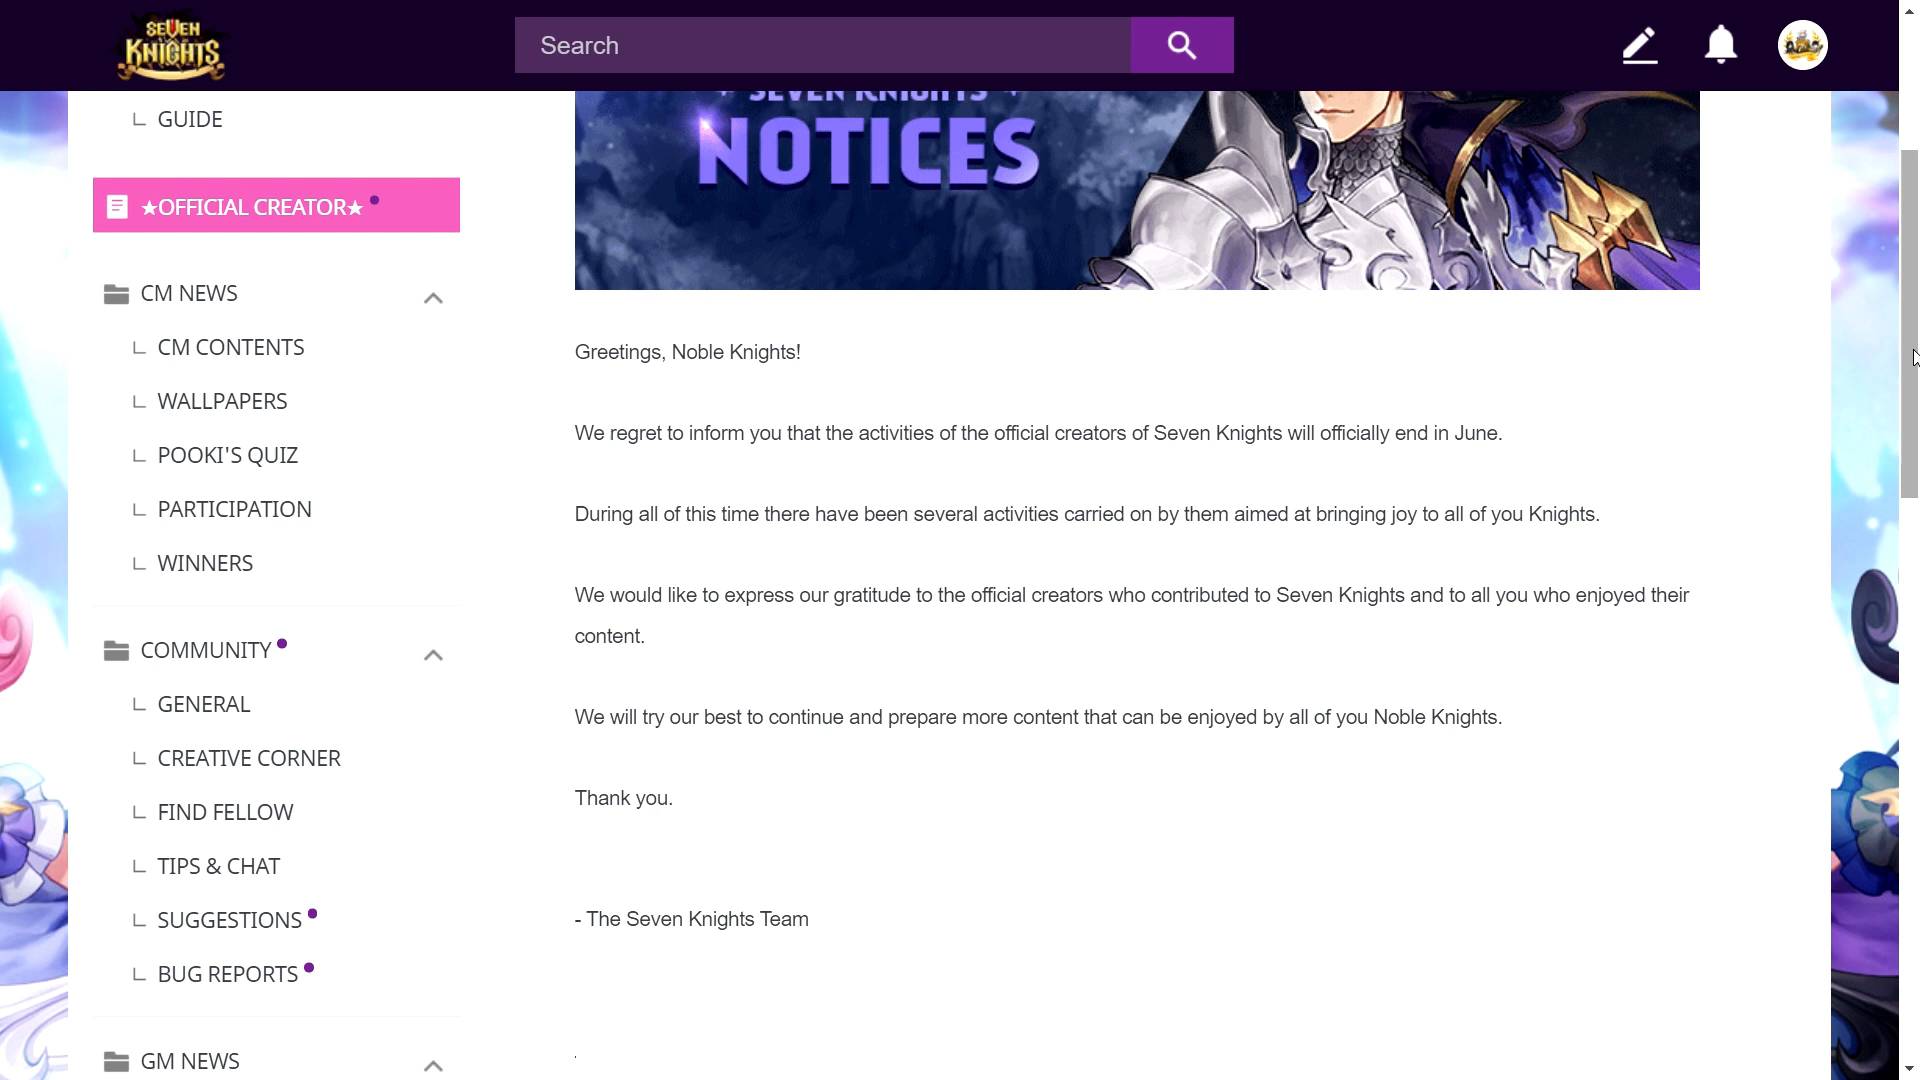 SEVEN
KNIGHTS
Search
GUIDE
★OFFICIAL CREATOR★
CM NEWS
CM CONTENTS
WALLPAPERS
POOKI'S QUIZ
PARTICIPATION
WINNERS
COMMUNITY
GENERAL
CREATIVE CORNER
FIND FELLOW
TIPS & CHAT
SUGGESTIONS
BUG REPORTS
GM NEWS
SEVEN KNIGHTS
NOTICES
Greetings, Noble Knights!
We regret to inform you that the activities of the official creators of Seven Knights will officially end in June.
During all of this time there have been several activities carried on by them aimed at bringing joy to all of you Knights.
We would like to express our gratitude to the official creators who contributed to Seven Knights and to all you who enjoyed their
content.
We will try our best to continue and prepare more content that can be enjoyed by all of you Noble Knights.
Thank you.
- The Seven Knights Team
.